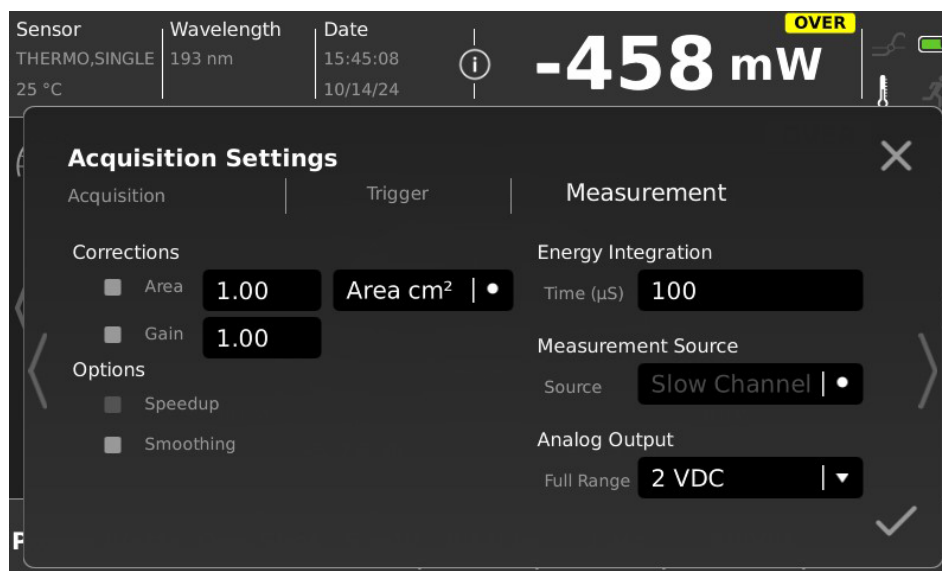 Sensor
THERMO,SINGLE
25 °C
Wavelength
193 nm
Date
15:45:08
10/14/24
i
-458 mW
OVER
Acquisition Settings
Acquisition
Trigger
Measurement
Corrections
Area 1.00 Area cm²
Gain 1.00
Options
Speedup
Smoothing
Energy Integration
Time (µS) 100
Measurement Source
Source Slow Channel
Analog Output
Full Range 2 VDC